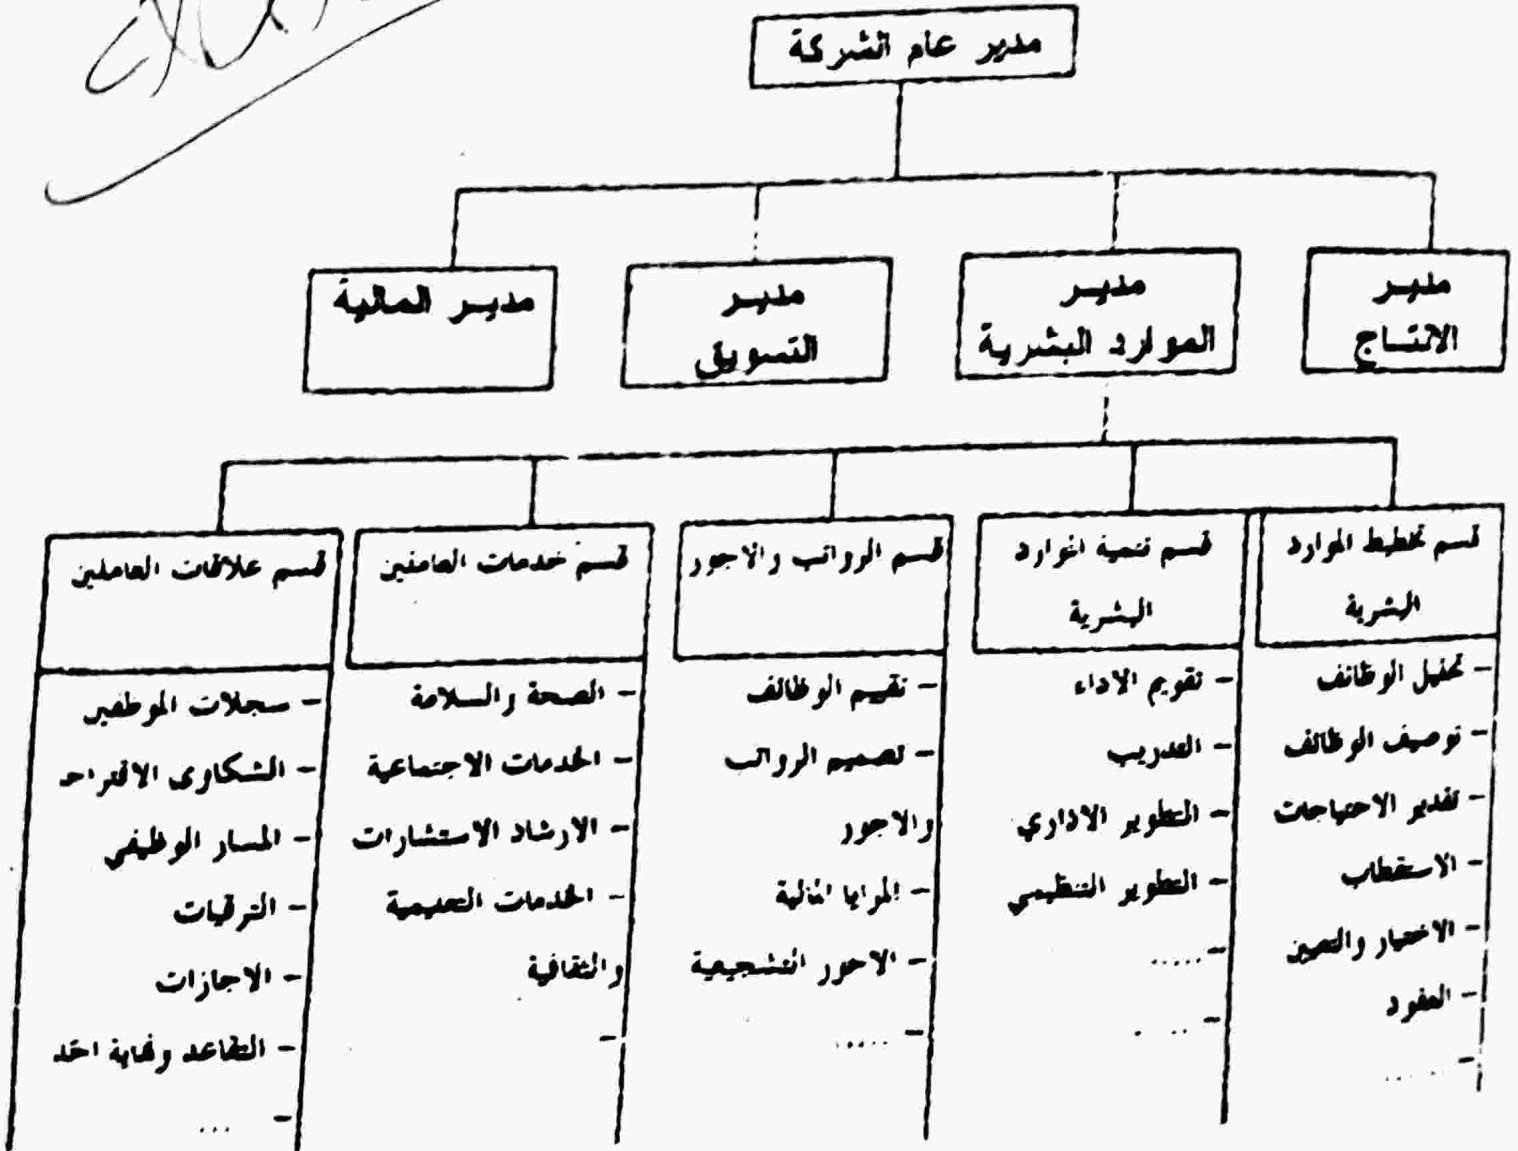 مدير عام الشركة
مدير
الانتاج
مدير
الموارد البشرية
مدير
التسويق
مدير المالية
قسم تخطيط الموارد
البشرية
- تحليل الوظائف
- توصيف الوظائف
- تقدير الاحتياجات
- الاستقطاب
- الاختيار والتعيين
- العقود
- ......
قسم تنمية الموارد
البشرية
- تقويم الاداء
- التدريب
- التطوير الاداري
- التطوير التنظيمي
- .....
- ....
قسم الرواتب والاجور
- تقييم الوظائف
- تصميم الرواتب
والاجور
- المزايا المالية
- الاجور التشجيعية
- .....
قسم خدمات العاملين
- الصحة والسلامة
- الخدمات الاجتماعية
- الارشاد الاستشارات
- الخدمات التعليمية
والثقافية
-
قسم علاقات العاملين
- سجلات الموظفين
- الشكاوى
- المسار الوظيفي
- الترقيات
- الاجازات
- التقاعد ونهاية
- ...